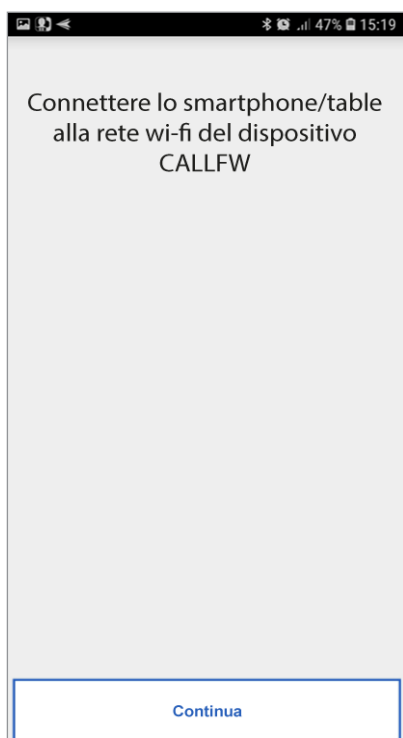 47% 15:19
Connettere lo smartphone/table
alla rete wi-fi del dispositivo
CALLFW
Continua